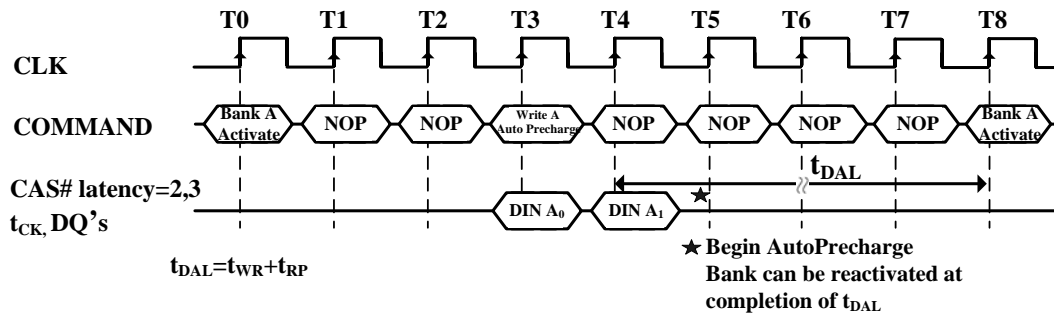 T0 T1 T2 T3 T4 T5 T6 T7 T8
CLK
COMMAND
Bank A
Activate
NOP
NOP
Write A
Auto Precharge
NOP
NOP
NOP
NOP
Bank A
Activate
tDAL
CAS# latency=2,3
tCK, DQ's
DIN A0
DIN A1
★ Begin AutoPrecharge
Bank can be reactivated at
completion of tDAL
tDAL=tWR+tRP